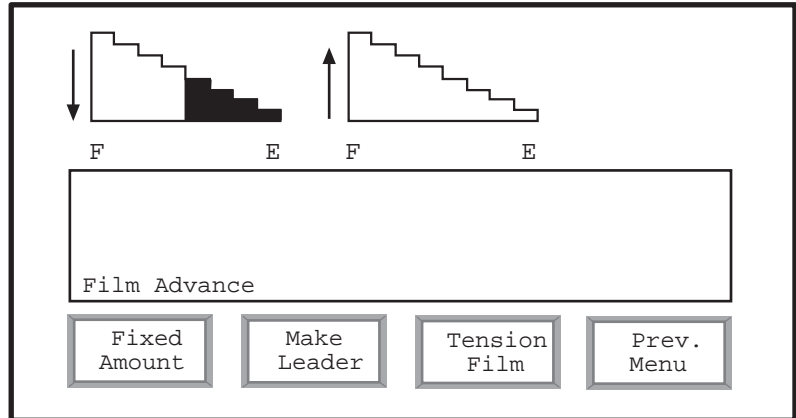 F E F E
Film Advance
Fixed Amount
Make Leader
Tension Film
Prev. Menu